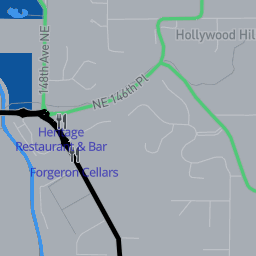 148th Ave NE
Hollywood Hil
NE 146th Pl
Heritage
Restaurant & Bar
Forgeron Cellars